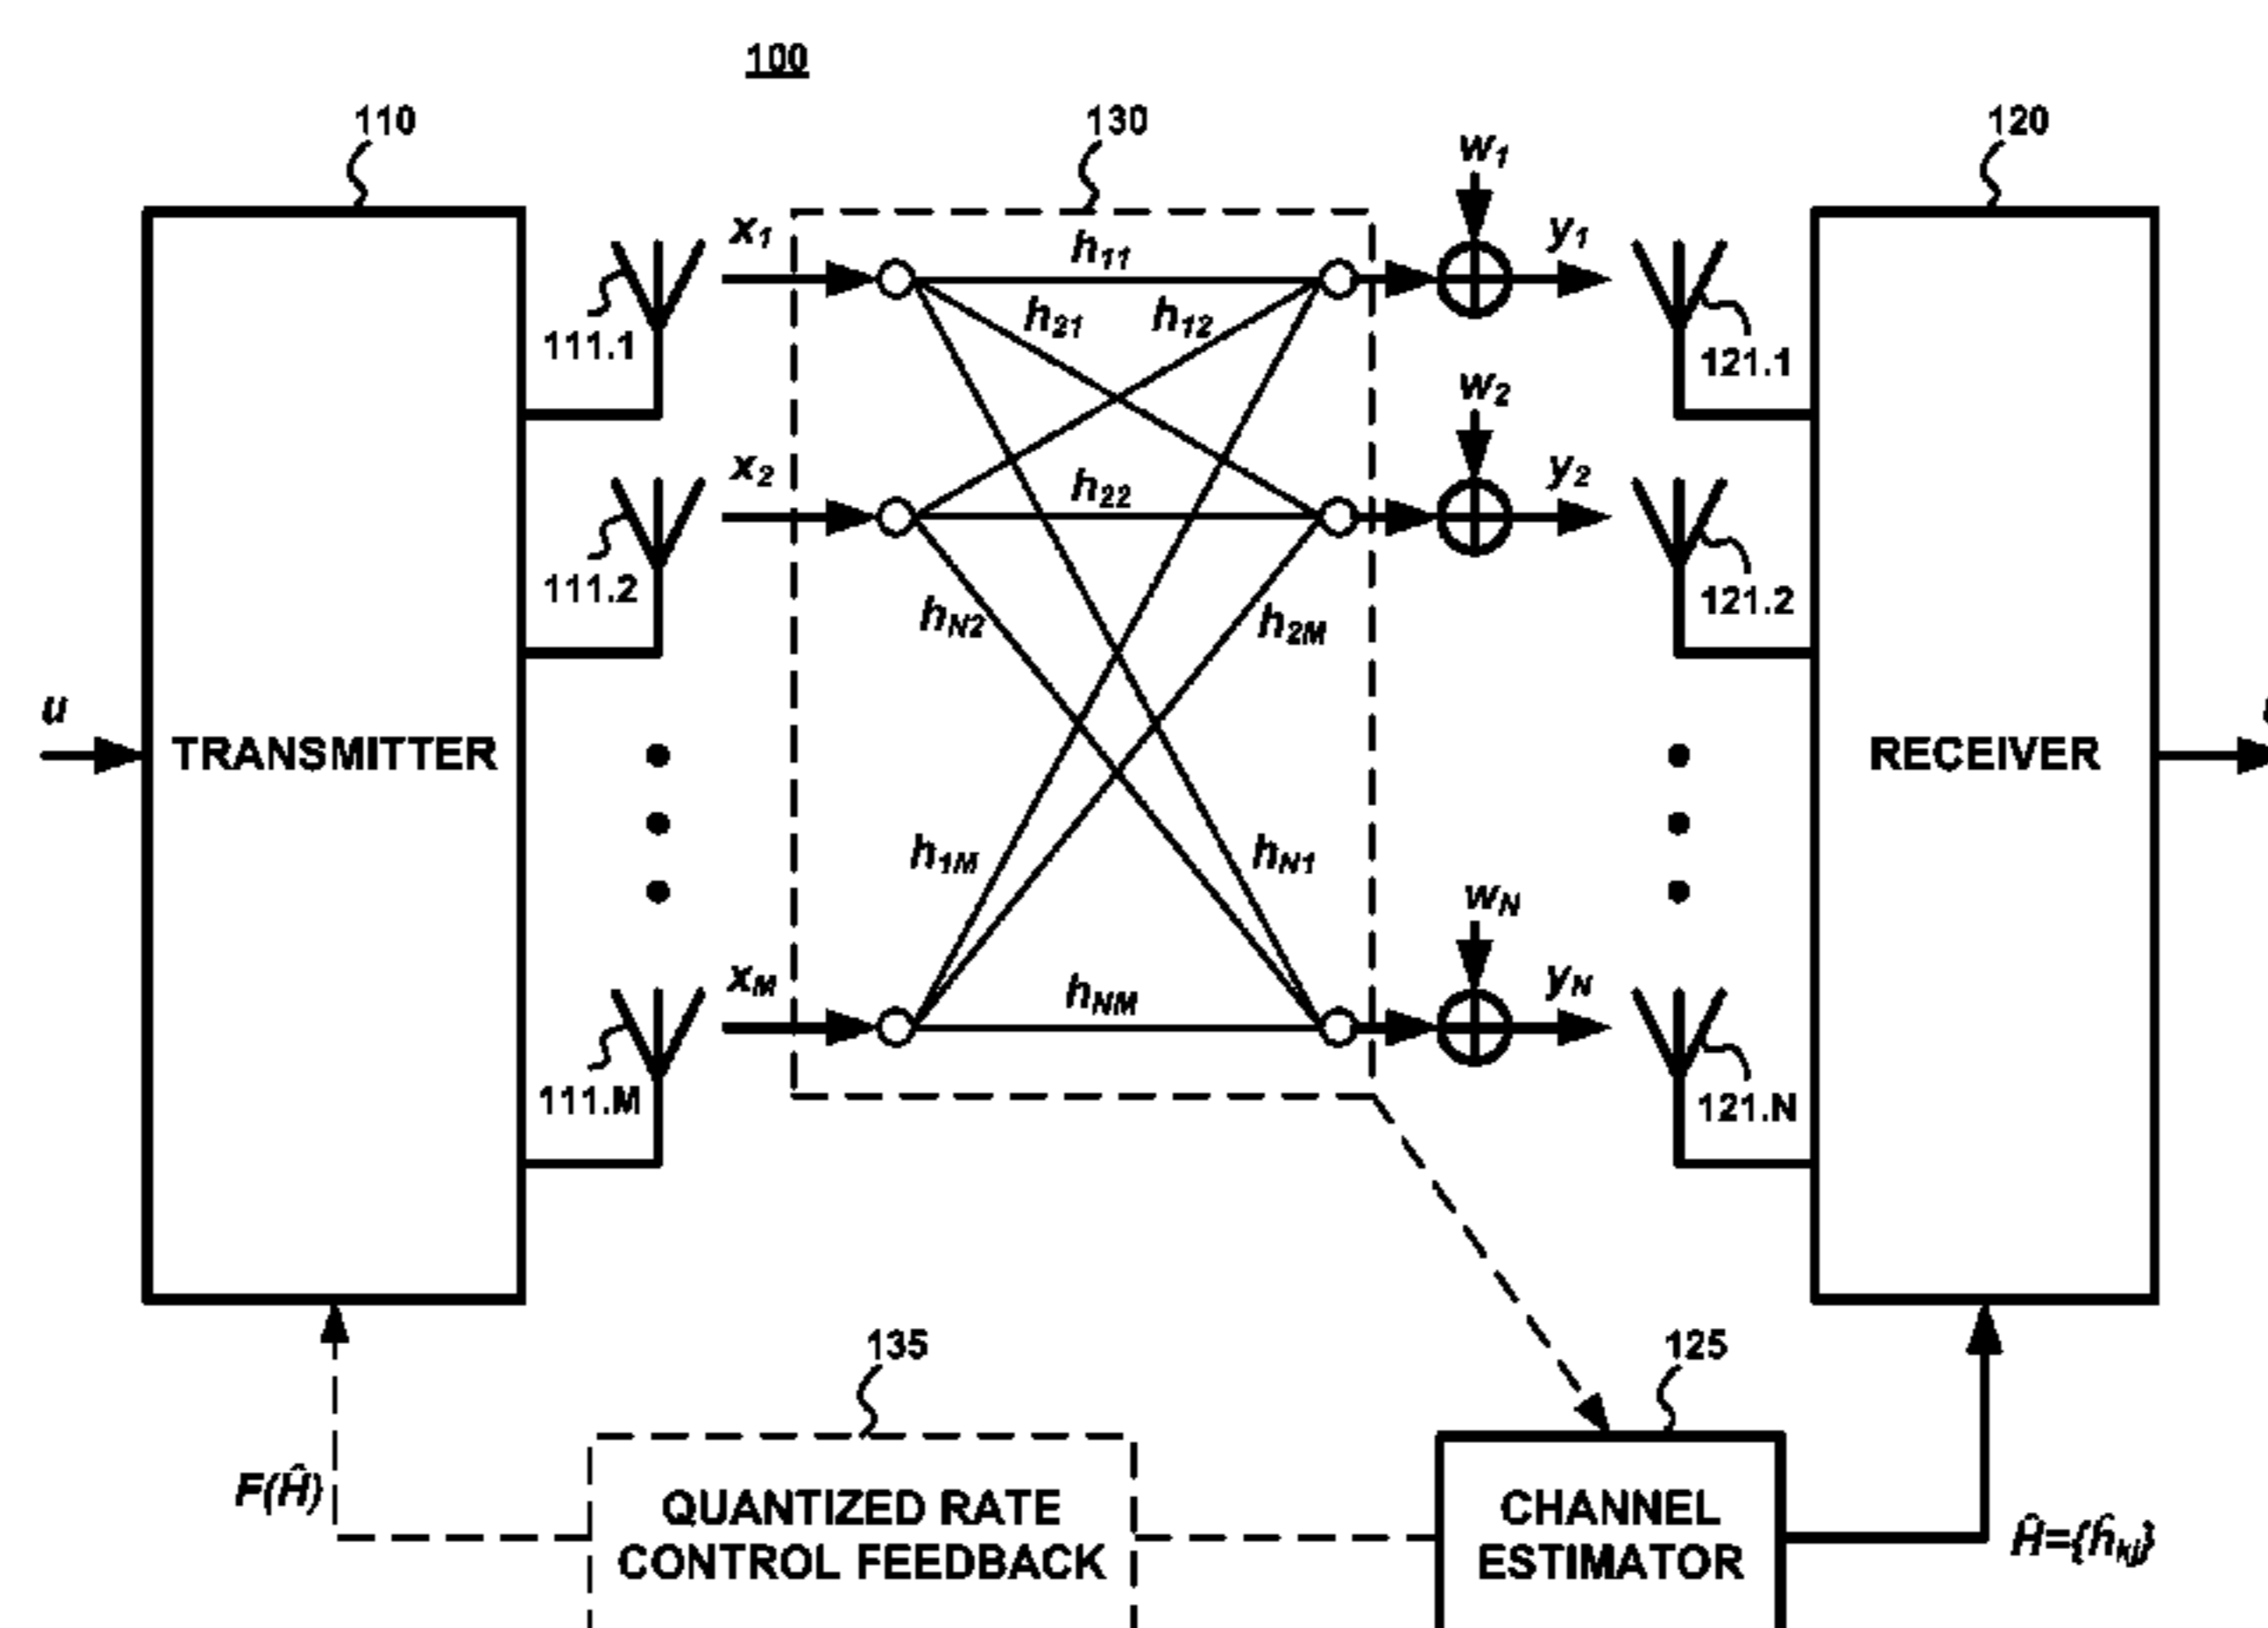 100
110
130
120
w1
x1
h11
y1
h21
h12
111.1
121.1
w2
x2
h22
y2
111.2
121.2
hN2
h2M
u
TRANSMITTER
RECEIVER
h1M
hN1
wN
xM
hNM
yN
111.M
121.N
135
125
F(Ĥ)
QUANTIZED RATE
CONTROL FEEDBACK
CHANNEL
ESTIMATOR
Ĥ={ĥkj}